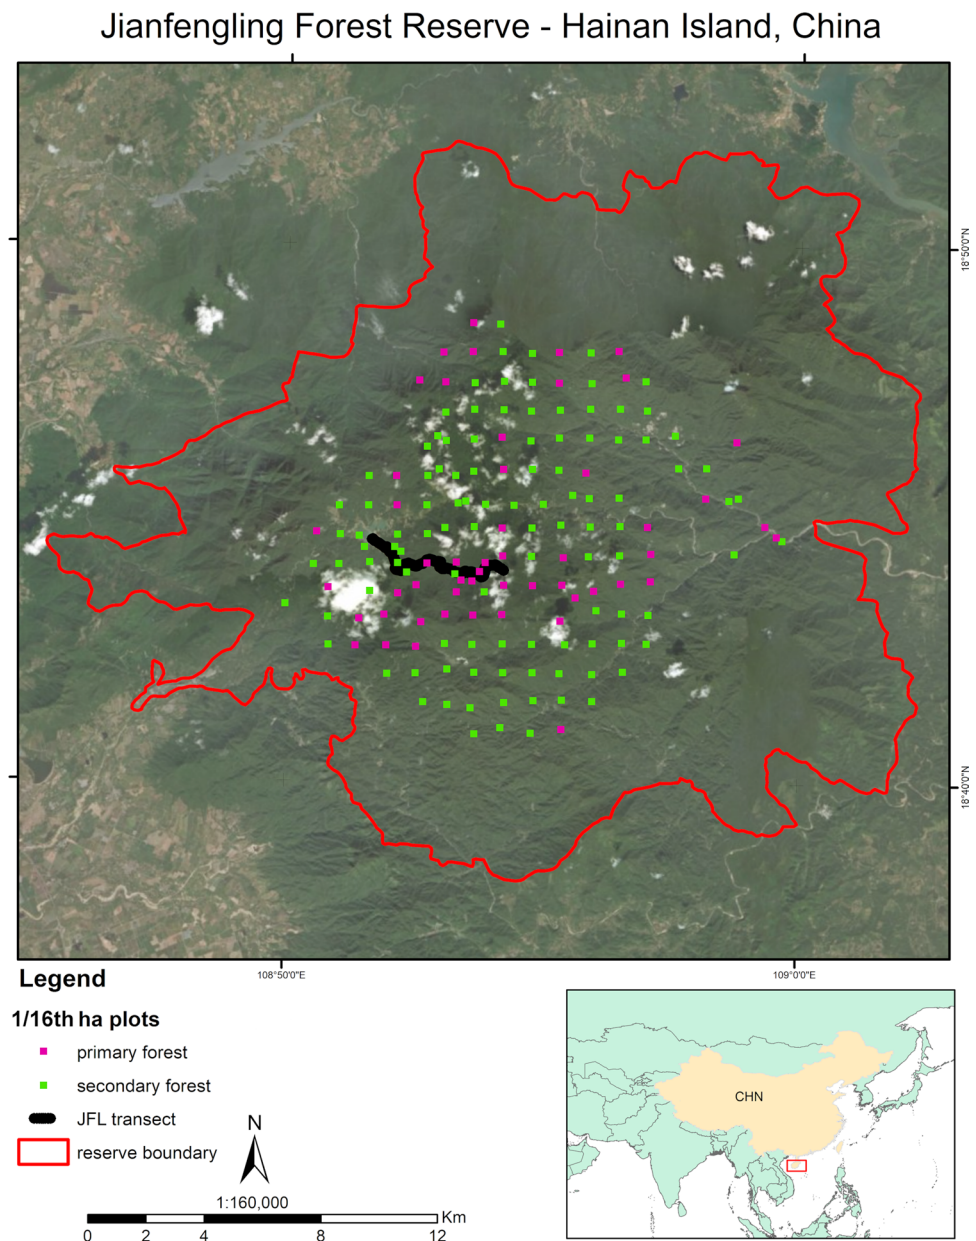 Jianfengling Forest Reserve - Hainan Island, China
18°50'0"N
18°40'0"N
108°50'0"E
109°0'0"E
Legend
1/16th ha plots
primary forest
secondary forest
JFL transect
reserve boundary
N
1:160,000
Km
0 2 4 8 12
CHN